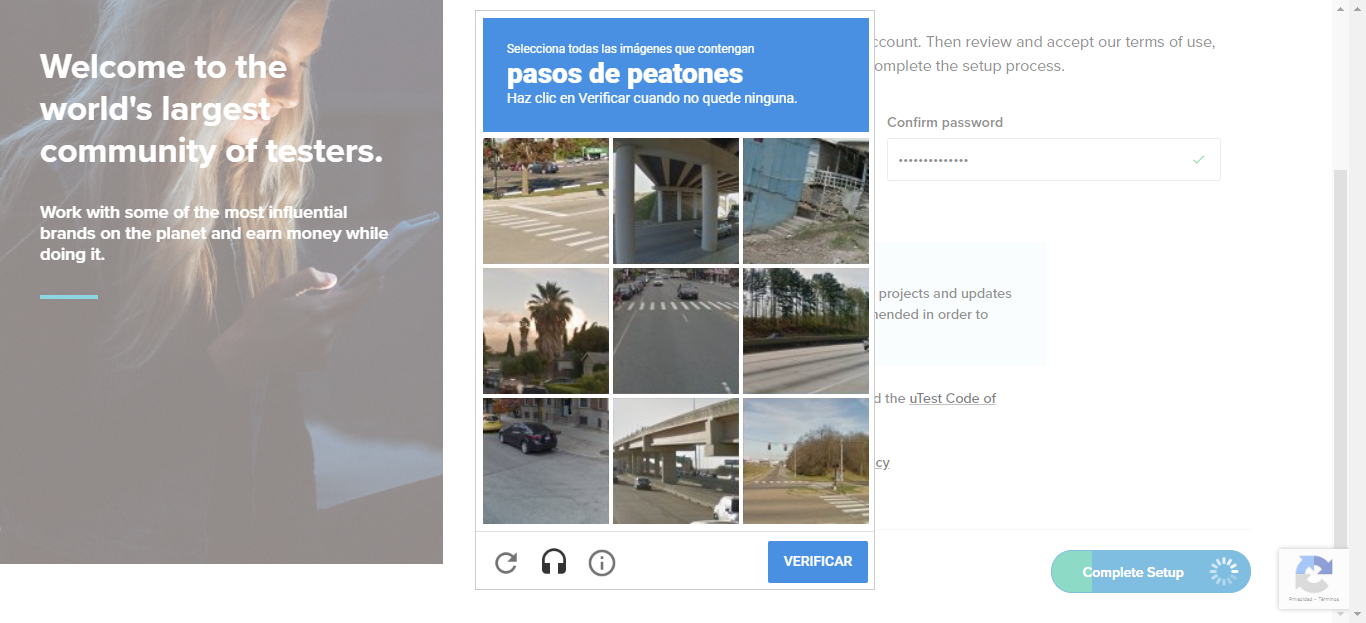 Welcome to the
world's largest
community of testers.
Work with some of the most influential
brands on the planet and earn money while
doing it.
Selecciona todas las imágenes que contengan
pasos de peatones
Haz clic en Verificar cuando no quede ninguna.
VERIFICAR
ccount. Then review and accept our terms of use,
omplete the setup process.
Confirm password
••••••••••••••
projects and updates
nended in order to
d the uTest Code of
cy
Complete Setup
Privacidad - Términos